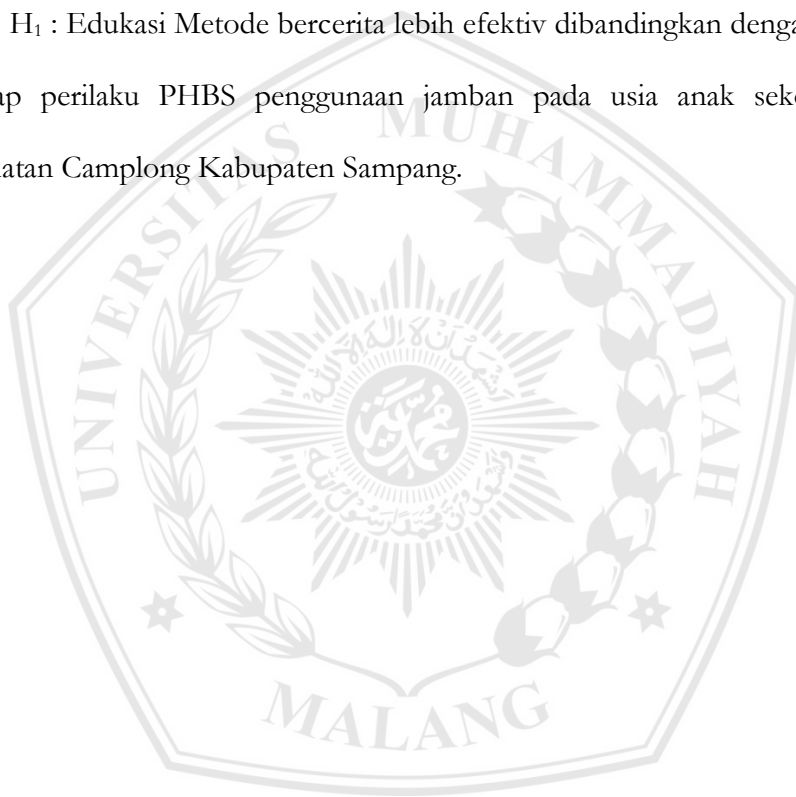 H₁ : Edukasi Metode bercerita lebih efektiv dibandingkan denga
ap perilaku PHBS penggunaan jamban pada usia anak sek
atan Camplong Kabupaten Sampang.
UNIVERSITAS MUHAMMADIYAH
MALANG